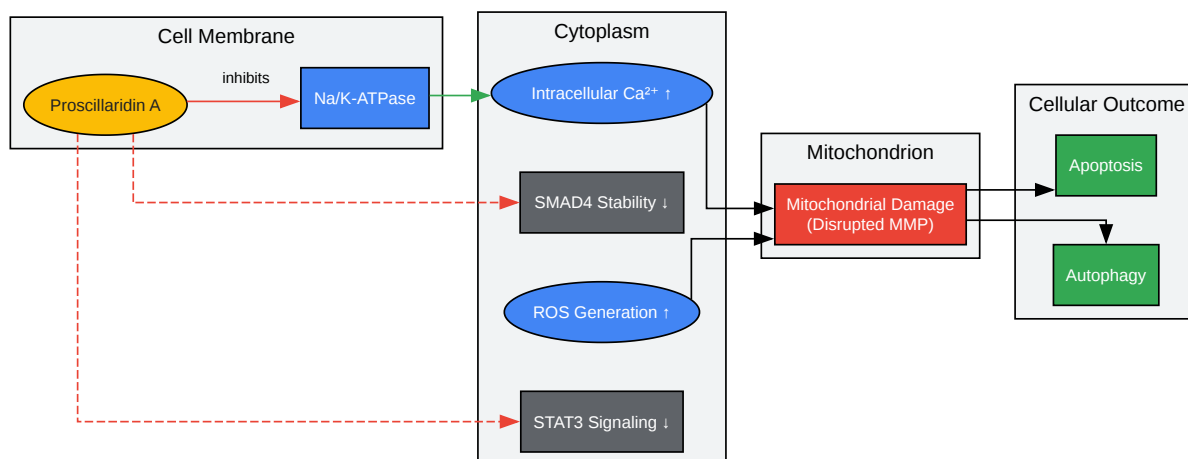 Cell Membrane
Proscillaridin A
inhibits
Na/K-ATPase
Cytoplasm
Intracellular Ca²⁺ ↑
SMAD4 Stability ↓
ROS Generation ↑
STAT3 Signaling ↓
Mitochondrion
Mitochondrial Damage
(Disrupted MMP)
Cellular Outcome
Apoptosis
Autophagy